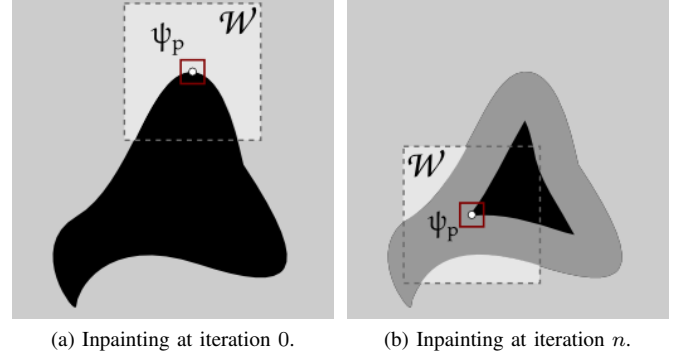 𝒲
ψp
𝒲
ψp
(a) Inpainting at iteration 0.
(b) Inpainting at iteration n.